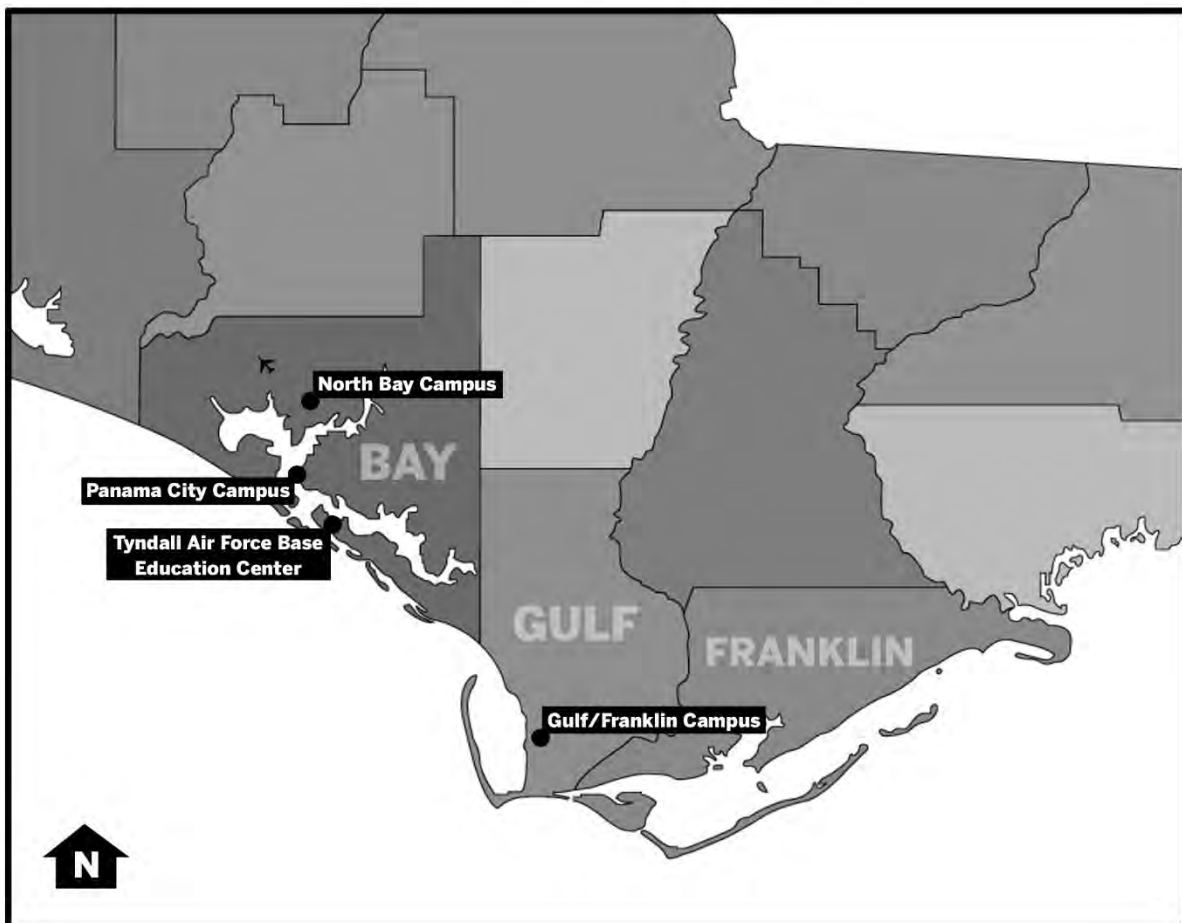 North Bay Campus
BAY
Panama City Campus
Tyndall Air Force Base
Education Center
GULF
FRANKLIN
Gulf/Franklin Campus
N